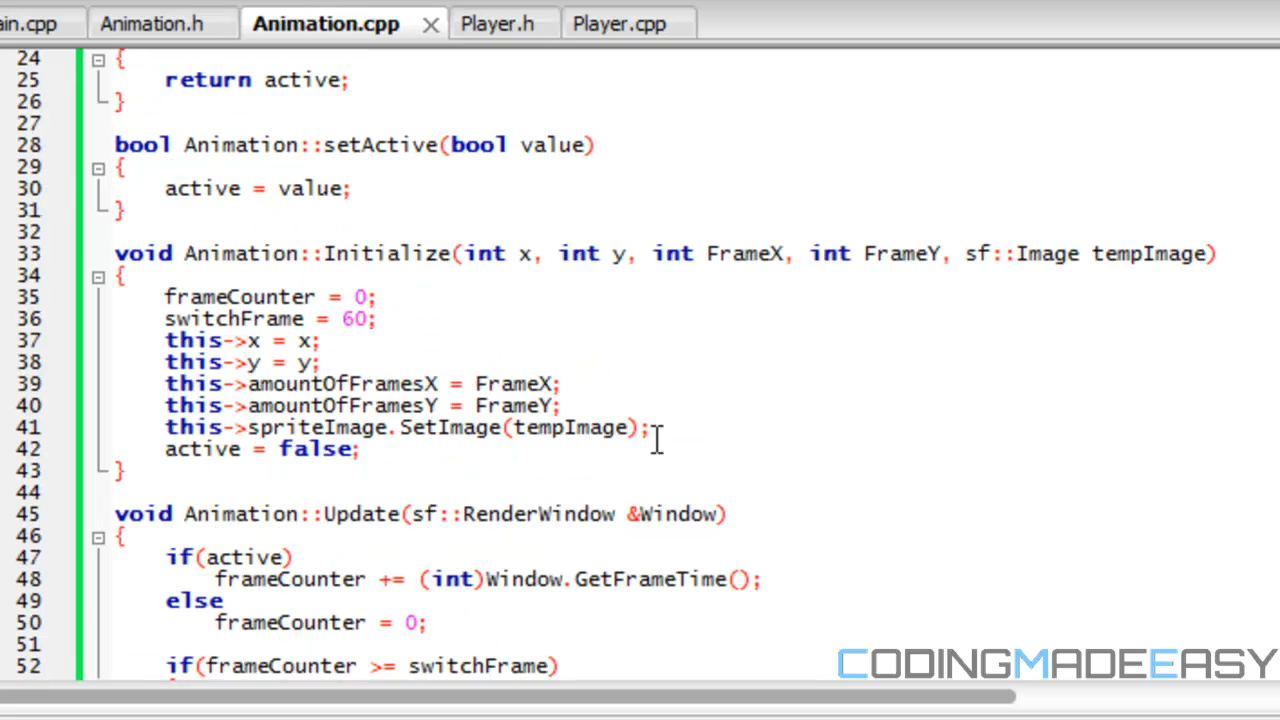 ain.cpp Animation.h Animation.cpp Player.h Player.cpp
24 {
25 return active;
26 }
27
28 bool Animation::setActive(bool value)
29 {
30 active = value;
31 }
32
33 void Animation::Initialize(int x, int y, int FrameX, int FrameY, sf::Image tempImage)
34 {
35 frameCounter = 0;
36 switchFrame = 60;
37 this->x = x;
38 this->y = y;
39 this->amountOfFramesX = FrameX;
40 this->amountOfFramesY = FrameY;
41 this->spriteImage.SetImage(tempImage);
42 active = false;
43 }
44
45 void Animation::Update(sf::RenderWindow &Window)
46 {
47 if(active)
48 frameCounter += (int)Window.GetFrameTime();
49 else
50 frameCounter = 0;
51
52 if(frameCounter >= switchFrame)
CODINGMADEEASY